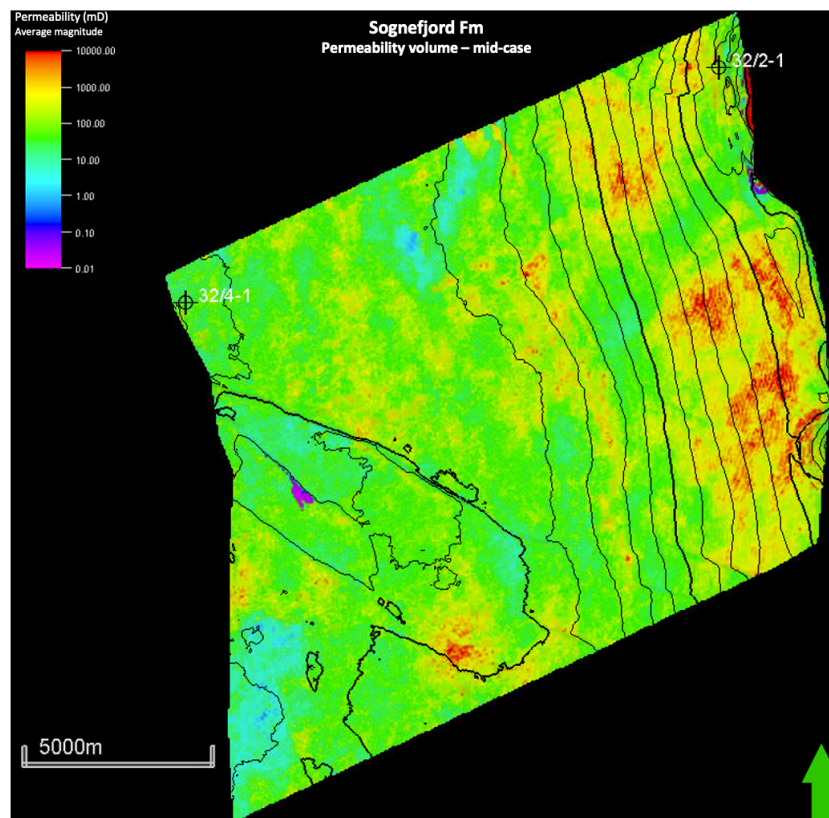 Permeability (mD)
Average magnitude
10000.00
1000.00
100.00
10.00
1.00
0.10
0.01
Sognefjord Fm
Permeability volume – mid-case
32/2-1
32/4-1
5000m